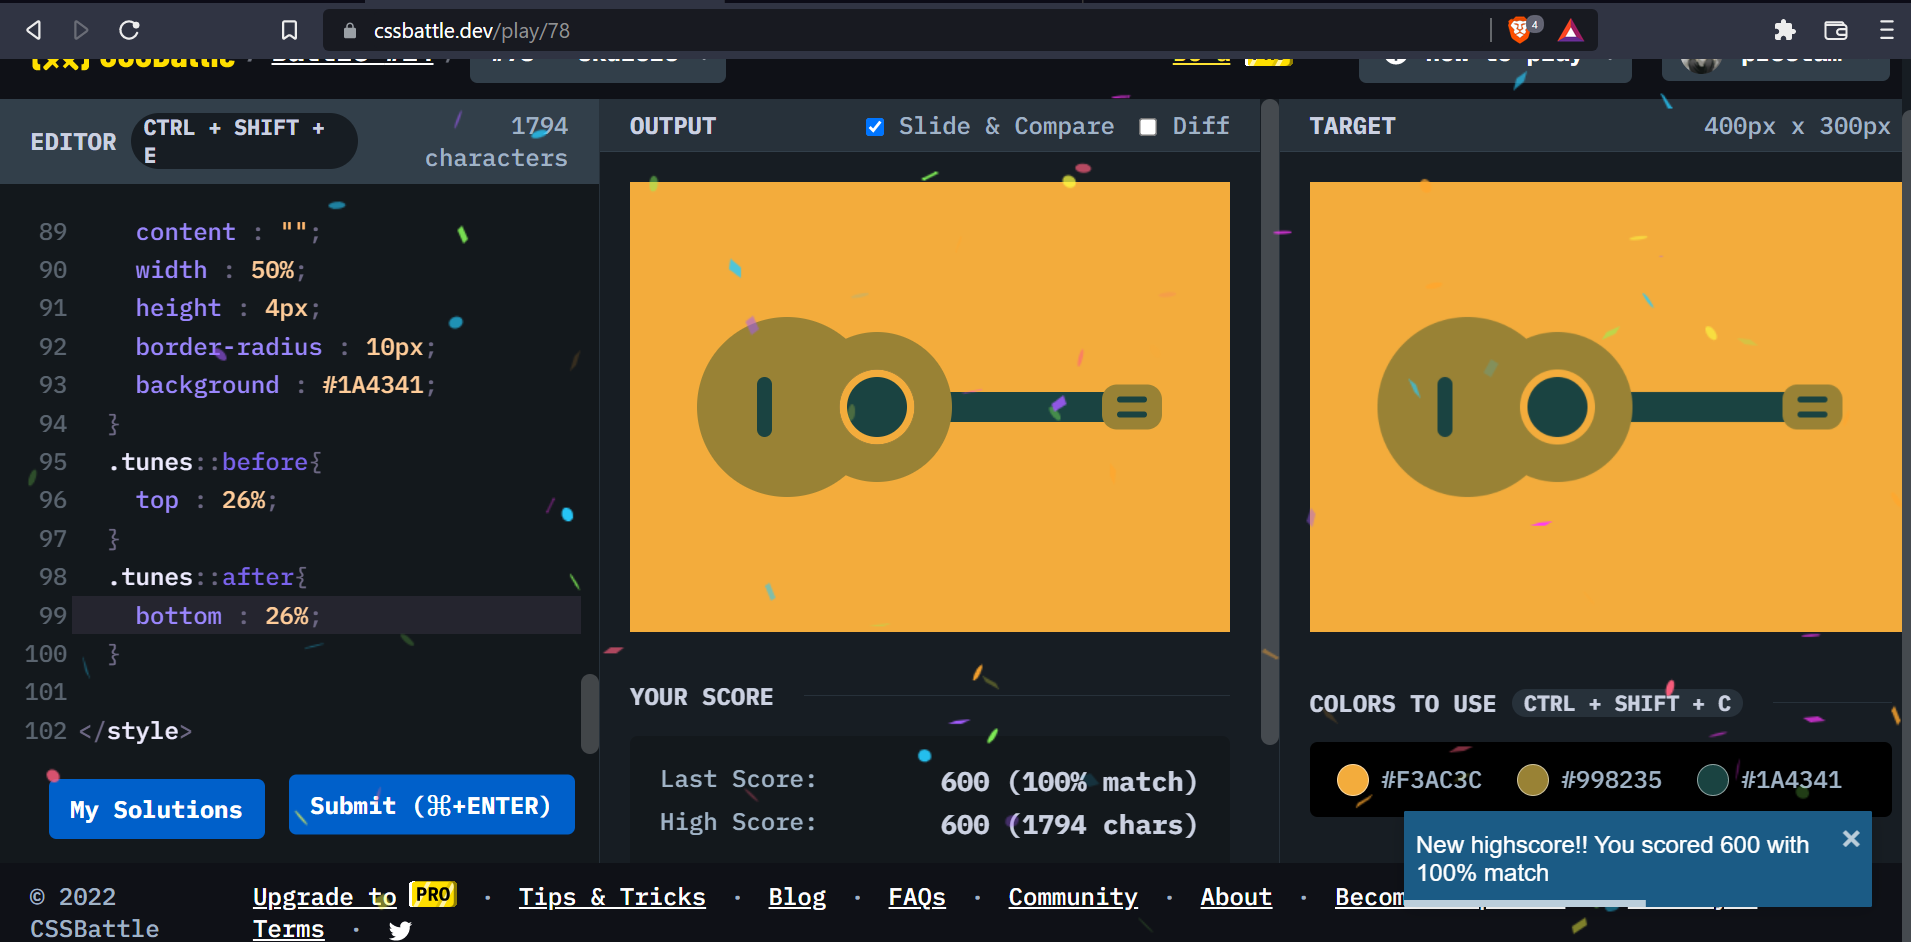 cssbattle.dev/play/78
4
EDITOR CTRL + SHIFT + E
1794 characters
OUTPUT
Slide & Compare
Diff
TARGET
400px x 300px
89 content : "";
90 width : 50%;
91 height : 4px;
92 border-radius : 10px;
93 background : #1A4341;
94 }
95 .tunes::before{
96 top : 26%;
97 }
98 .tunes::after{
99 bottom : 26%;
100 }
101
102 </style>
My Solutions
Submit (⌘+ENTER)
YOUR SCORE
Last Score: 600 (100% match)
High Score: 600 (1794 chars)
COLORS TO USE CTRL + SHIFT + C
#F3AC3C #998235 #1A4341
New highscore!! You scored 600 with
100% match
×
© 2022
CSSBattle
Upgrade to PRO · Tips & Tricks · Blog · FAQs · Community · About · Becom
Terms ·